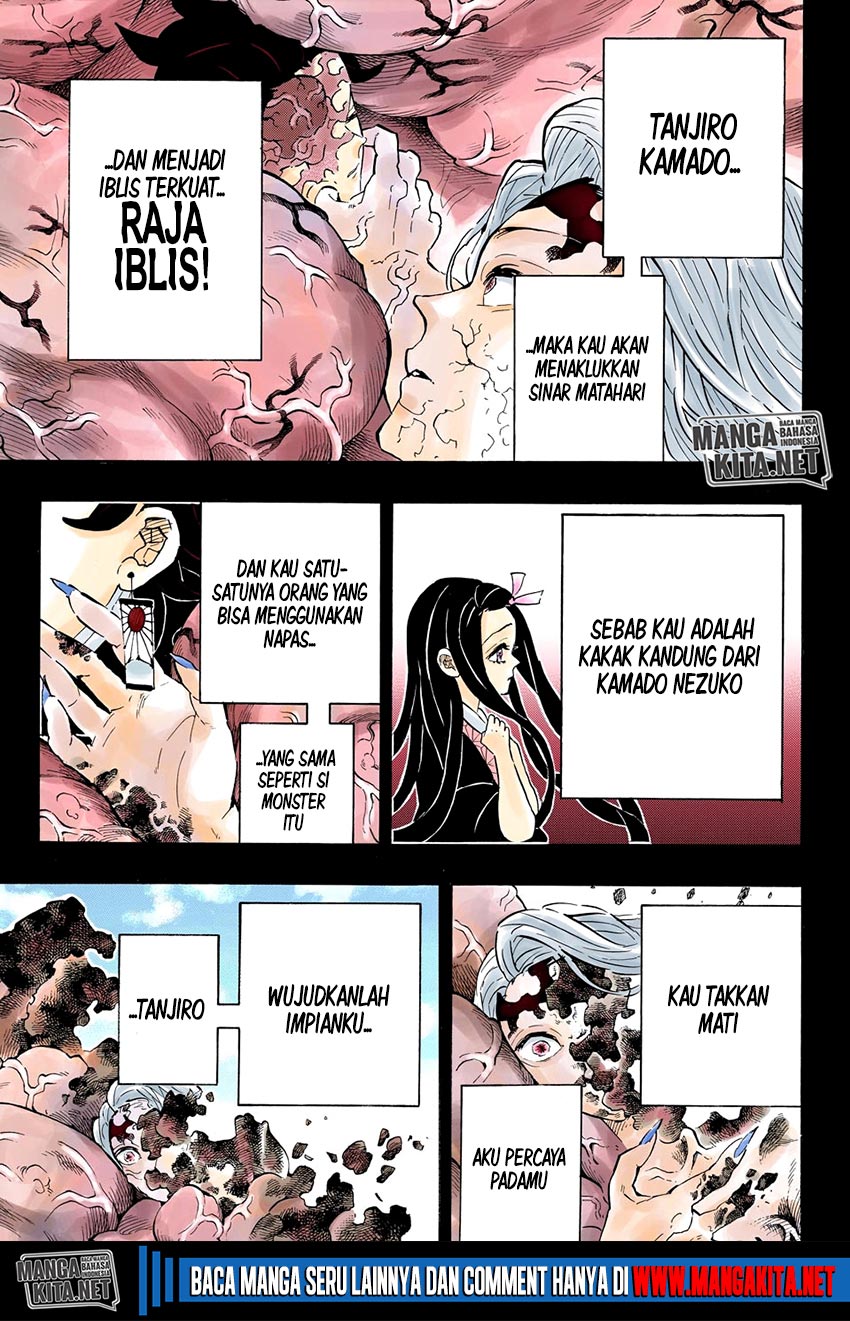 TANJIRO
KAMADO...
...MAKA KAU AKAN
MENAKLUKKAN
SINAR MATAHARI
...DAN MENJADI
IBLIS TERKUAT...
RAJA
IBLIS!
MANGA
KITA.NET
BACA MANGA
BAHASA
INDONESIA
SEBAB KAU ADALAH
KAKAK KANDUNG DARI
KAMADO NEZUKO
DAN KAU SATU-
SATUNYA ORANG YANG
BISA MENGGUNAKAN
NAPAS...
...YANG SAMA
SEPERTI SI
MONSTER
ITU
KAU TAKKAN
MATI
AKU PERCAYA
PADAMU
WUJUDKANLAH
IMPIANKU...
...TANJIRO
MANGA
KITA.NET
BACA MANGA
BAHASA
INDONESIA
BACA MANGA SERU LAINNYA DAN COMMENT HANYA DI WWW.MANGAKITA.NET